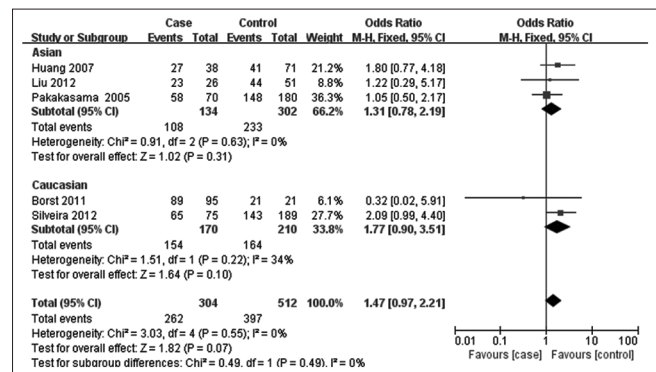 Case Control Odds Ratio Odds Ratio
Study or Subgroup Events Total Events Total Weight M-H, Fixed, 95% CI M-H, Fixed, 95% CI
Asian
Huang 2007 27 38 41 71 21.2% 1.80 [0.77, 4.18]
Liu 2012 23 26 44 51 8.8% 1.22 [0.29, 5.17]
Pakakasama 2005 58 70 148 180 36.3% 1.05 [0.50, 2.17]
Subtotal (95% CI) 134 302 66.2% 1.31 [0.78, 2.19]
Total events 108 233
Heterogeneity: Chi² = 0.91, df = 2 (P = 0.63); I² = 0%
Test for overall effect: Z = 1.02 (P = 0.31)
Caucasian
Borst 2011 89 95 21 21 6.1% 0.32 [0.02, 5.91]
Silveira 2012 65 75 143 189 27.7% 2.09 [0.99, 4.40]
Subtotal (95% CI) 170 210 33.8% 1.77 [0.90, 3.51]
Total events 154 164
Heterogeneity: Chi² = 1.51, df = 1 (P = 0.22); I² = 34%
Test for overall effect: Z = 1.64 (P = 0.10)
Total (95% CI) 304 512 100.0% 1.47 [0.97, 2.21]
Total events 262 397
Heterogeneity: Chi² = 3.03, df = 4 (P = 0.55); I² = 0%
Test for overall effect: Z = 1.82 (P = 0.07)
Test for subgroup differences: Chi² = 0.49, df = 1 (P = 0.49), I² = 0%
0.01 0.1 1 10 100
Favours [case] Favours [control]